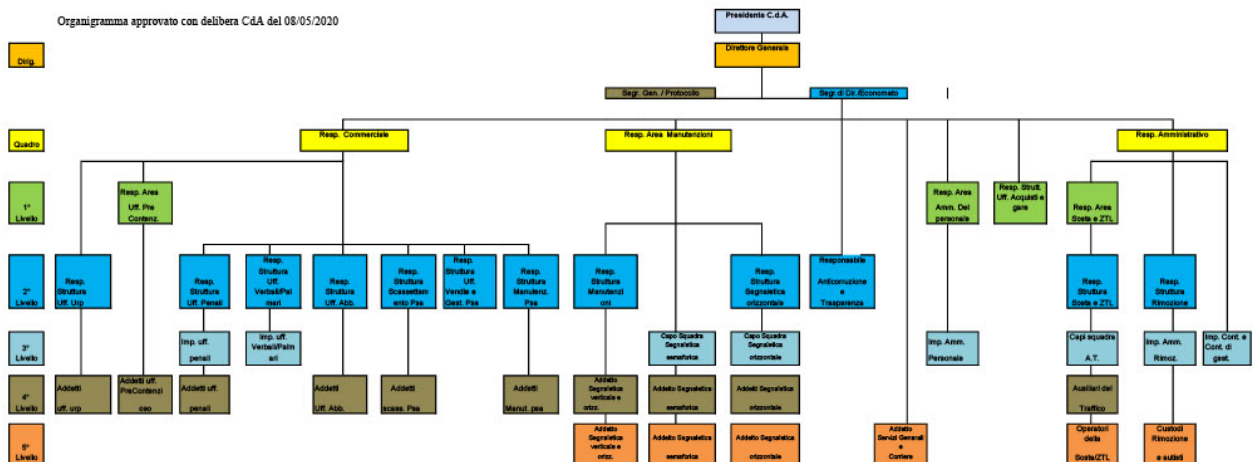 Organigramma approvato con delibera CdA del 08/05/2020
Presidente C.d.A.
Dirig.
Direttore Generale
Segr. Gen. / Protocollo
Segr.di Dir./Economato
Quadro
Resp. Commerciale
Resp. Area Manutenzioni
Resp. Amministrativo
1°
Livello
Resp. Area
Uff. Pre
Contenz.
Resp. Area
Amm. Del
personale
Resp. Strutt.
Uff. Acquisti e
gare
Resp. Area
Sosta e ZTL
2°
Livello
Resp.
Struttura
Uff. Urp
Resp.
Struttura
Uff. Penali
Resp.
Struttura
Uff.
Verbali/Pal
mari
Resp.
Struttura
Uff. Abb.
Resp.
Struttura
Scassettam
ento Psa
Resp.
Struttura
Uff.
Vendite e
Gest. Psa
Resp.
Struttura
Manutenz.
Psa
Resp.
Struttura
Manutenzi
oni
Resp.
Struttura
Segnaletica
orizzontale
Responsabile
Anticorruzione
e
Trasparenza
Resp.
Struttura
Sosta e ZTL
Resp.
Struttura
Rimozione
3°
Livello
Imp. uff.
penali
Imp. uff.
Verbali/Palm
ari
Capo Squadra
Segnaletica
semaforica
Capo Squadra
Segnaletica
orizzontale
Imp. Amm.
Personale
Capi squadra
A.T.
Imp. Amm.
Rimoz.
Imp. Cont. e
Cont. di
gest.
4°
Livello
Addetti
uff. urp
Addetti uff.
PreContenzi
oso
Addetti uff.
penali
Addetti
Uff. Abb.
Addetti
scass. Psa
Addetti
Manut. psa
Addetto
Segnaletica
verticale e
orizz.
Addetto Segnaletica
semaforica
Addetti Segnaletica
orizzontale
Auxiliari del
Traffico
5°
Livello
Addetto
Segnaletica
verticale e
orizz.
Addetto Segnaletica
semaforica
Addetto Segnaletica
orizzontale
Addetto
Servizi Generali
e
Corriere
Operatori
della
Sosta/ZTL
Custodi
Rimozione
e autisti